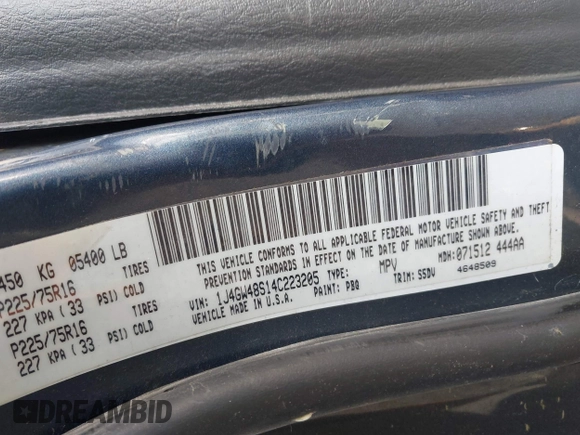 450 KG 05400 LB
P225/75R16 TIRES
227 KPA ( 33 PSI) COLD
P225/75R16 TIRES
227 KPA ( 33 PSI) COLD
THIS VEHICLE CONFORMS TO ALL APPLICABLE FEDERAL MOTOR VEHICLE SAFETY AND THEFT
PREVENTION STANDARDS IN EFFECT ON THE DATE OF MANUFACTURE SHOWN ABOVE.
VIN: 1J4GW48S14C223205 TYPE: MPV MDH: 071512 444AA
VEHICLE MADE IN U.S.A. PAINT: PBQ TRIM: S5DV 4648509
DREAMBID